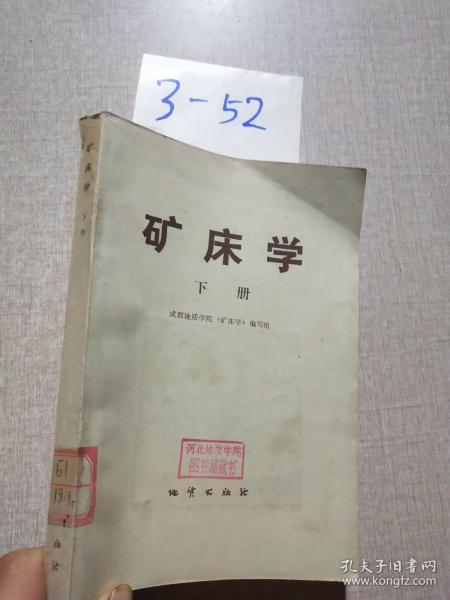 3-52
矿床学
下册
成都地质学院《矿床学》编写组
河北地质学院
图书馆藏书
地质出版社
矿床学
下册
61
孔夫子旧书网
www.kongfz.com